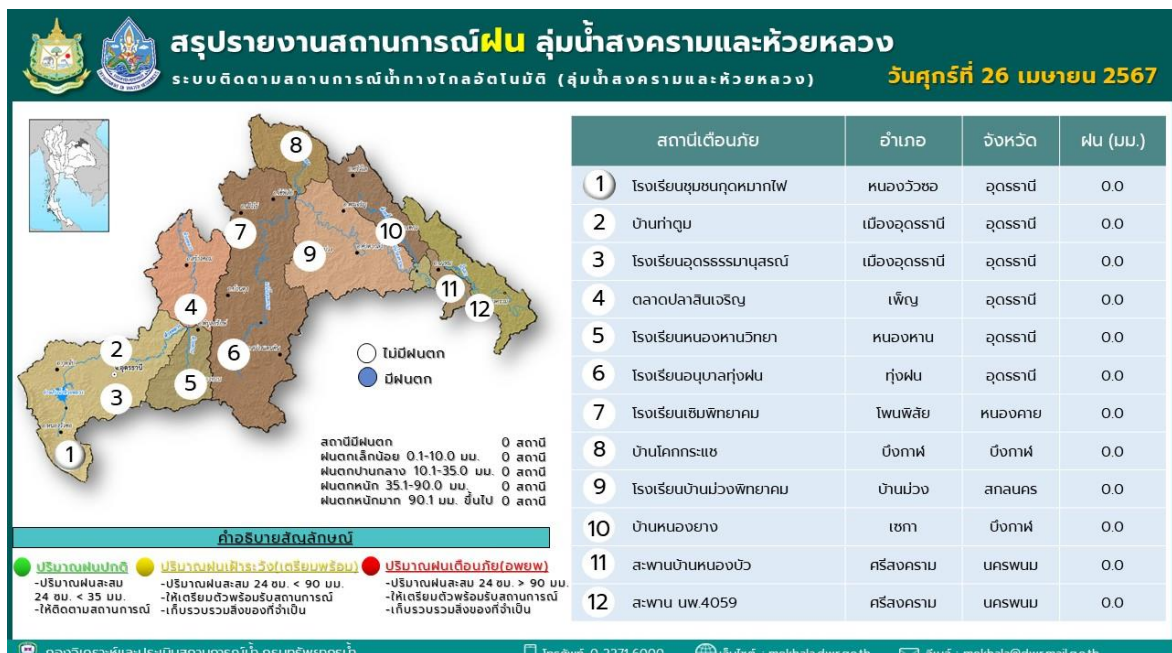 สรุปรายงานสถานการณ์ฝน ลุ่มน้ำสงครามและห้วยหลวง
ระบบติดตามสถานการณ์น้ำทางไกลอัตโนมัติ (ลุ่มน้ำสงครามและห้วยหลวง)
วันศุกร์ที่ 26 เมษายน 2567
8
7
10
9
11
12
4
2
6
5
3
1
อ.อุดรธานี
ไม่มีฝนตก
มีฝนตก
สถานีมีฝนตก 0 สถานี
ฝนตกเล็กน้อย 0.1-10.0 มม. 0 สถานี
ฝนตกปานกลาง 10.1-35.0 มม. 0 สถานี
ฝนตกหนัก 35.1-90.0 มม. 0 สถานี
ฝนตกหนักมาก 90.1 มม. ขึ้นไป 0 สถานี
คำอธิบายสัญลักษณ์
ปริมาณฝนปกติ
-ปริมาณฝนสะสม
24 ชม. < 35 มม.
-ให้ติดตามสถานการณ์
ปริมาณฝนเฝ้าระวัง(เตรียมพร้อม)
-ปริมาณฝนสะสม 24 ชม. < 90 มม.
-ให้เตรียมตัวพร้อมรับสถานการณ์
-เก็บรวบรวมสิ่งของที่จำเป็น
ปริมาณฝนเตือนภัย(อพยพ)
-ปริมาณฝนสะสม 24 ชม. > 90 มม.
-ให้เตรียมตัวพร้อมรับสถานการณ์
-เก็บรวบรวมสิ่งของที่จำเป็น
สถานีเตือนภัย อำเภอ จังหวัด ฝน (มม.)
1 โรงเรียนชุมชนกุดหมากไฟ หนองวัวซอ อุดรธานี 0.0
2 บ้านท่าตูม เมืองอุดรธานี อุดรธานี 0.0
3 โรงเรียนอุดรธรรมานุสรณ์ เมืองอุดรธานี อุดรธานี 0.0
4 ตลาดปลาสินเจริญ เพ็ญ อุดรธานี 0.0
5 โรงเรียนหนองหานวิทยา หนองหาน อุดรธานี 0.0
6 โรงเรียนอนุบาลทุ่งฝน ทุ่งฝน อุดรธานี 0.0
7 โรงเรียนเซิมพิทยาคม โพนพิสัย หนองคาย 0.0
8 บ้านโคกกระแซ บึงกาฬ บึงกาฬ 0.0
9 โรงเรียนบ้านม่วงพิทยาคม บ้านม่วง สกลนคร 0.0
10 บ้านหนองยาง เซกา บึงกาฬ 0.0
11 สะพานบ้านหนองบัว ศรีสงคราม นครพนม 0.0
12 สะพาน นพ.4059 ศรีสงคราม นครพนม 0.0